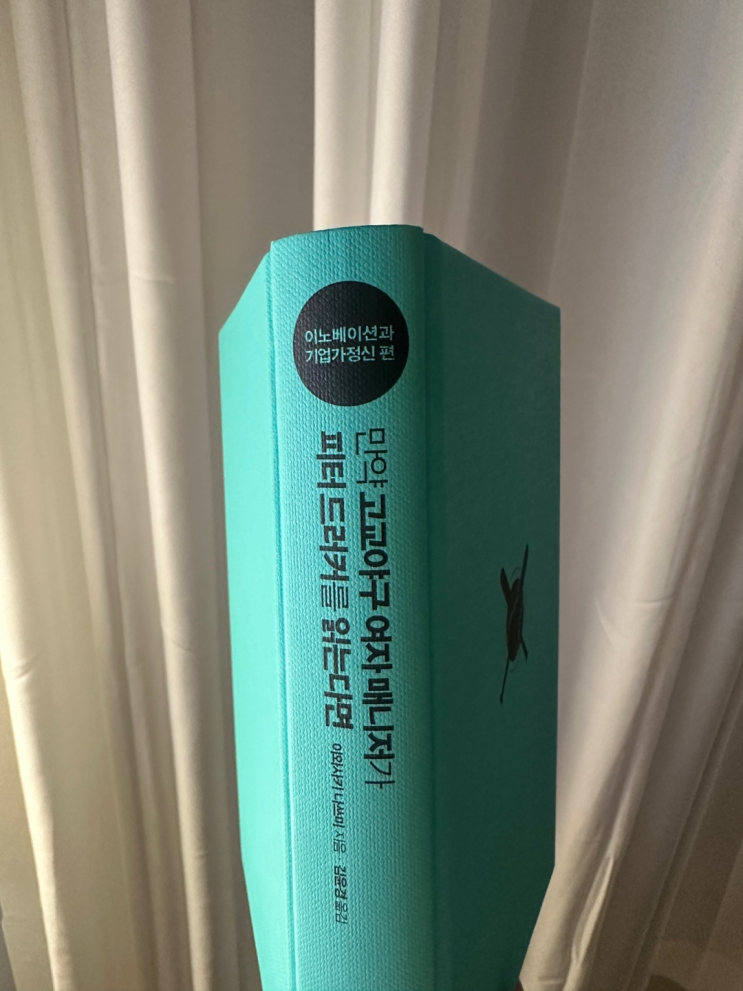 이노베이션과
기업가정신 편
만약 고교야구 여자 매니저가
피터 드러커를 읽는다면
이와사키 나쓰미 지음 김윤경 옮김